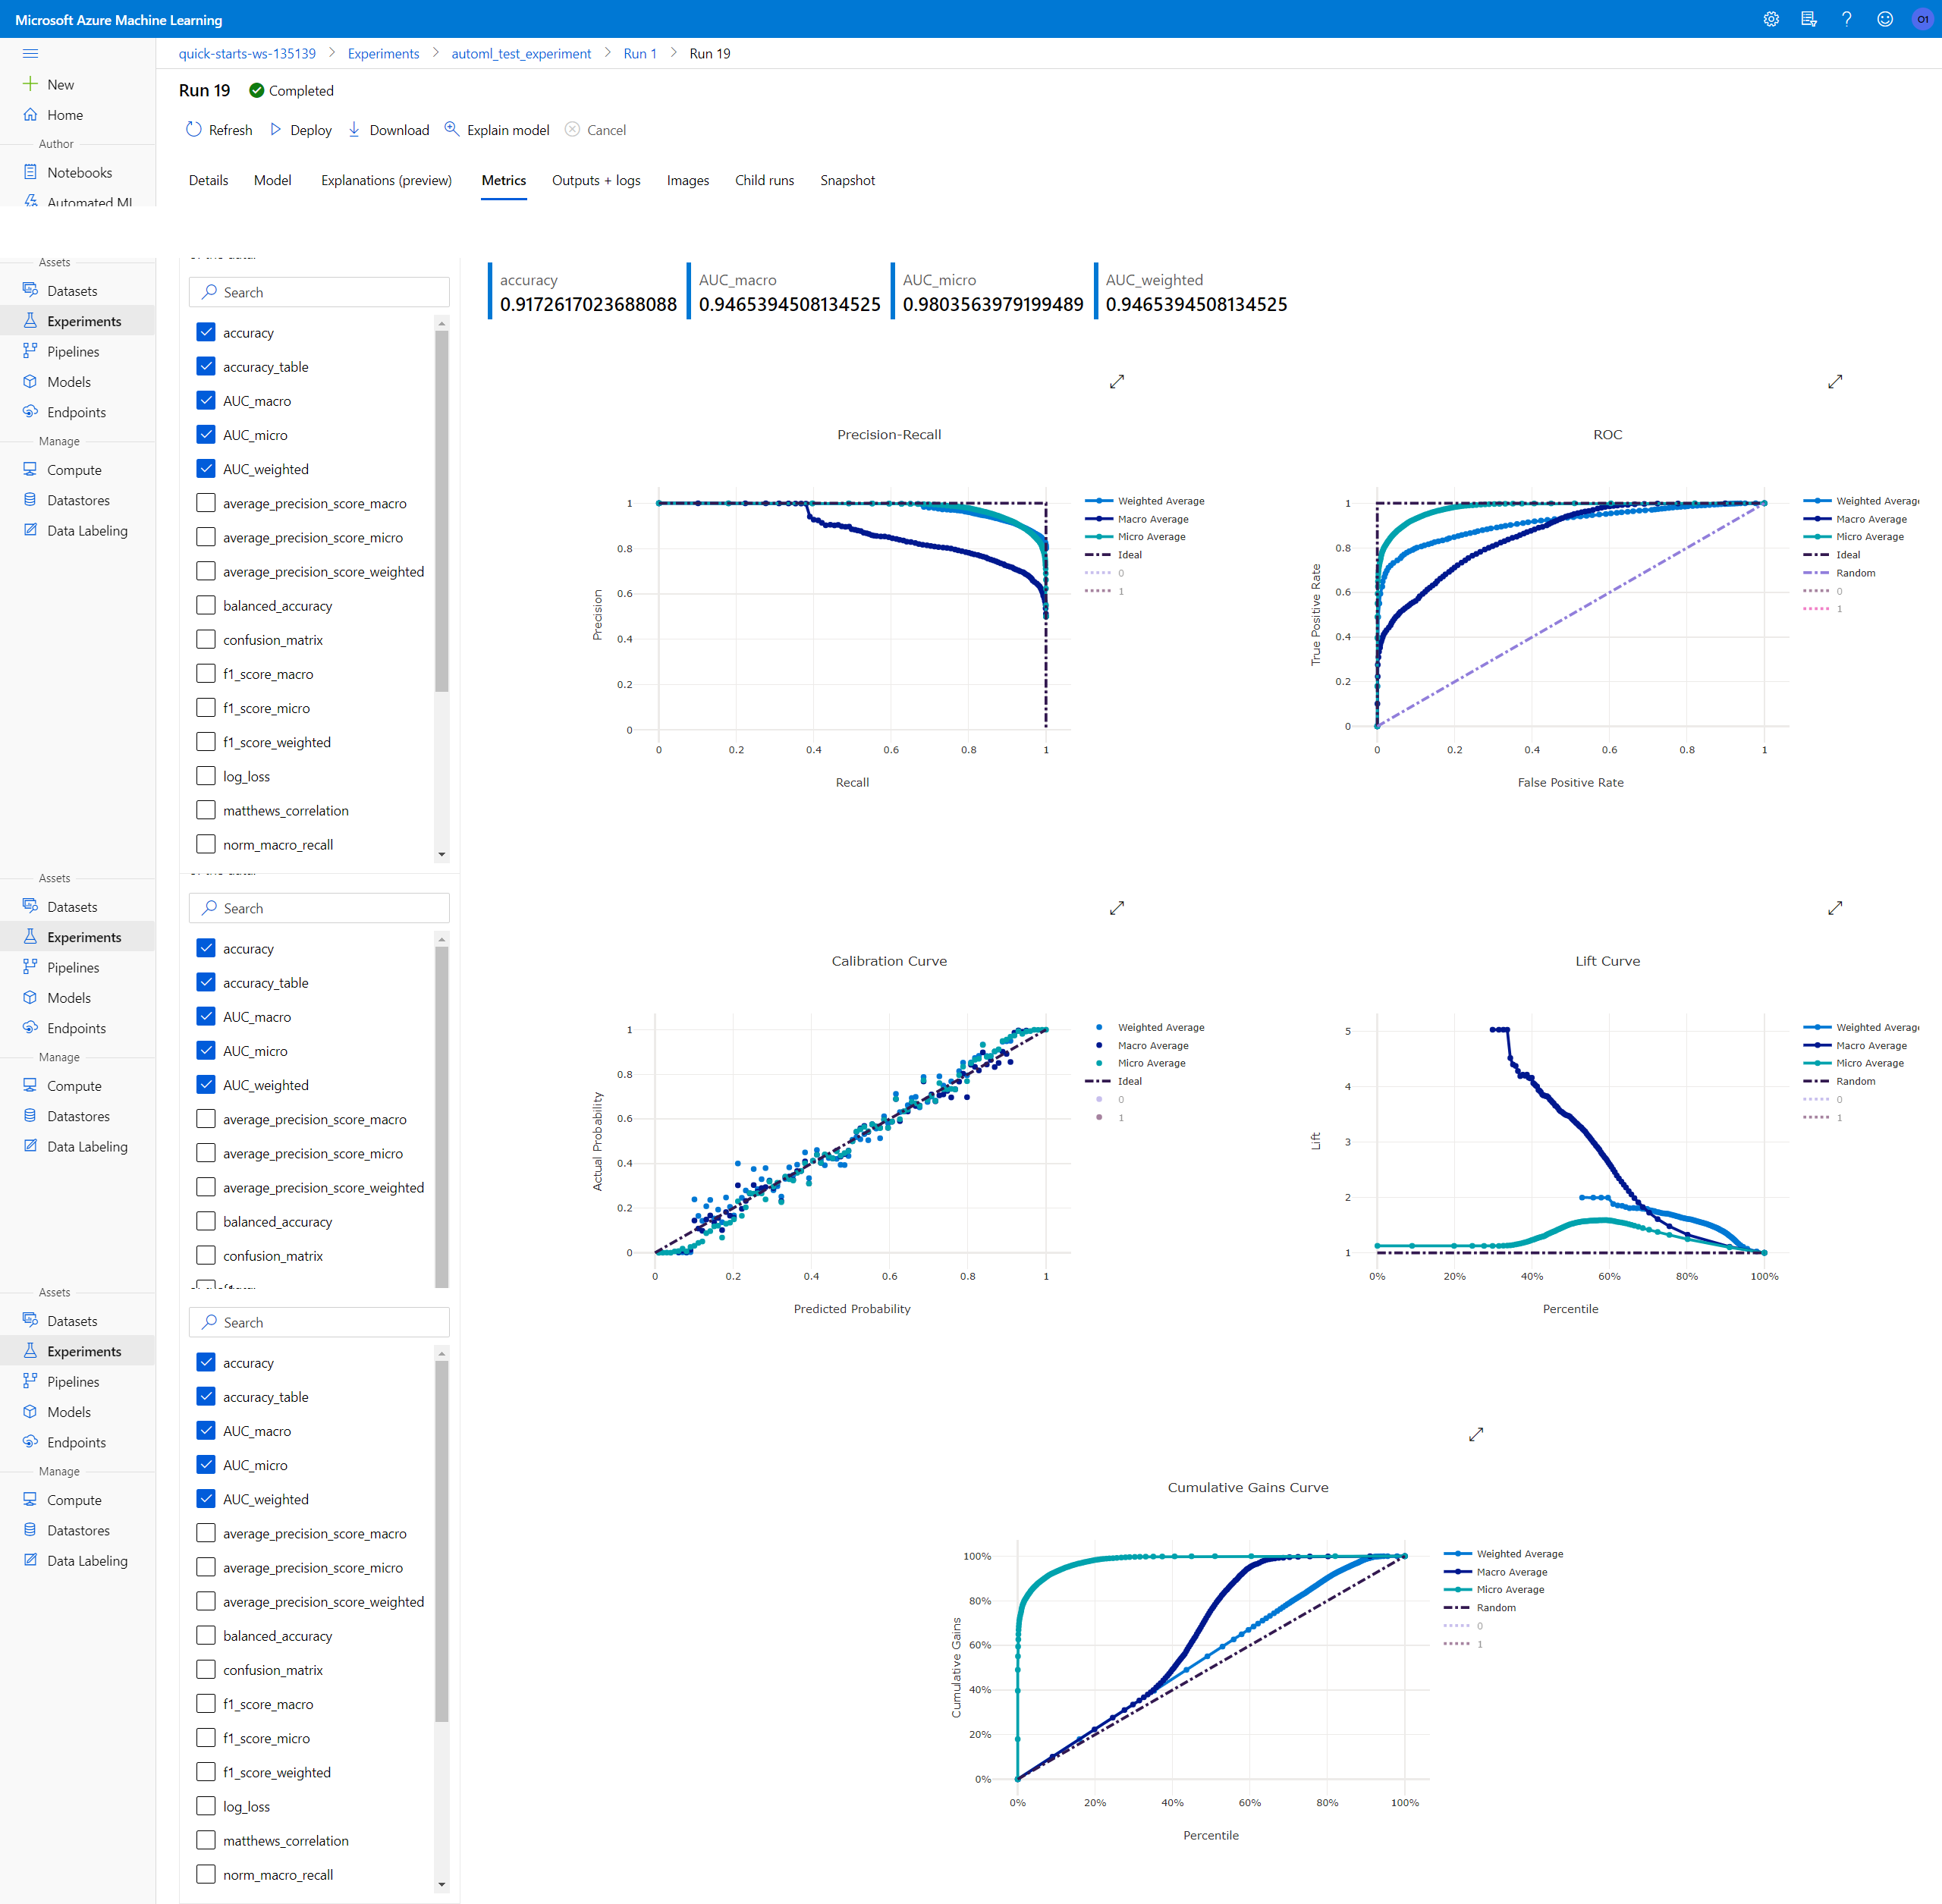 Microsoft Azure Machine Learning
O1
quick-starts-ws-135139 > Experiments > automl_test_experiment > Run 1 > Run 19
New
Home
Author
Notebooks
Automated ML
Run 19 Completed
Refresh Deploy Download Explain model Cancel
Details Model Explanations (preview) Metrics Outputs + logs Images Child runs Snapshot
Assets
Datasets
Experiments
Pipelines
Models
Endpoints
Manage
Compute
Datastores
Data Labeling
Search
accuracy
accuracy_table
AUC_macro
AUC_micro
AUC_weighted
average_precision_score_macro
average_precision_score_micro
average_precision_score_weighted
balanced_accuracy
confusion_matrix
f1_score_macro
f1_score_micro
f1_score_weighted
log_loss
matthews_correlation
norm_macro_recall
accuracy
0.9172617023688088
AUC_macro
0.9465394508134525
AUC_micro
0.9803563979199489
AUC_weighted
0.9465394508134525
Precision-Recall
1
0.8
0.6
0.4
0.2
0
Precision
0 0.2 0.4 0.6 0.8 1
Recall
Weighted Average
Macro Average
Micro Average
Ideal
0
1
ROC
1
0.8
0.6
0.4
0.2
0
True Positive Rate
0 0.2 0.4 0.6 0.8 1
False Positive Rate
Weighted Average
Macro Average
Micro Average
Ideal
Random
0
1
Assets
Datasets
Experiments
Pipelines
Models
Endpoints
Manage
Compute
Datastores
Data Labeling
Search
accuracy
accuracy_table
AUC_macro
AUC_micro
AUC_weighted
average_precision_score_macro
average_precision_score_micro
average_precision_score_weighted
balanced_accuracy
confusion_matrix
Calibration Curve
1
0.8
0.6
0.4
0.2
0
Actual Probability
0 0.2 0.4 0.6 0.8 1
Predicted Probability
Weighted Average
Macro Average
Micro Average
Ideal
0
1
Lift Curve
5
4
3
2
1
Lift
0% 20% 40% 60% 80% 100%
Percentile
Weighted Average
Macro Average
Micro Average
Random
0
1
Assets
Datasets
Experiments
Pipelines
Models
Endpoints
Manage
Compute
Datastores
Data Labeling
Search
accuracy
accuracy_table
AUC_macro
AUC_micro
AUC_weighted
average_precision_score_macro
average_precision_score_micro
average_precision_score_weighted
balanced_accuracy
confusion_matrix
f1_score_macro
f1_score_micro
f1_score_weighted
log_loss
matthews_correlation
norm_macro_recall
Cumulative Gains Curve
100%
80%
60%
40%
20%
0%
Cumulative Gains
0% 20% 40% 60% 80% 100%
Percentile
Weighted Average
Macro Average
Micro Average
Random
0
1